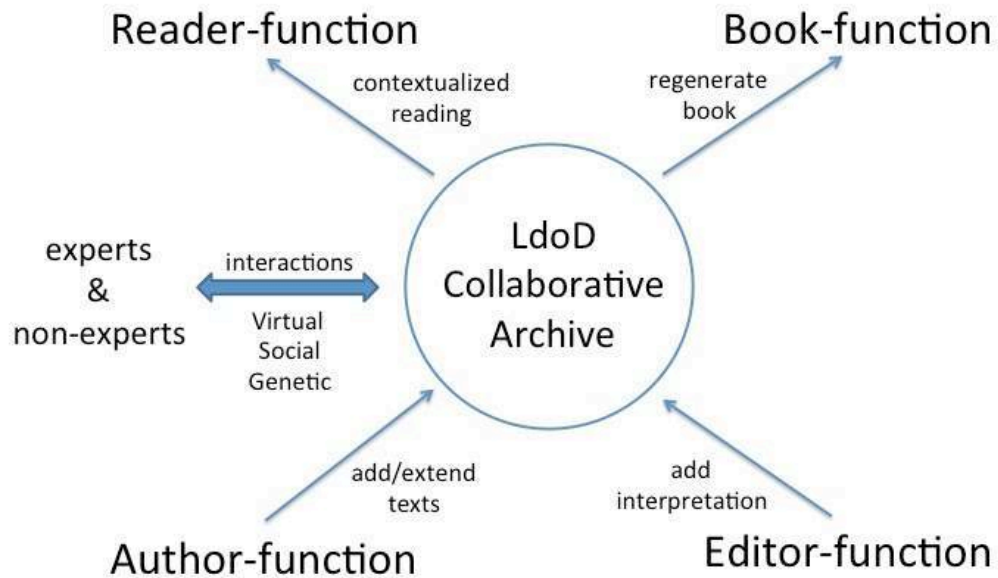 Reader-function
Book-function
contextualized
reading
regenerate
book
experts
&
non-experts
interactions
Virtual
Social
Genetic
LdoD
Collaborative
Archive
add/extend
texts
add
interpretation
Author-function
Editor-function